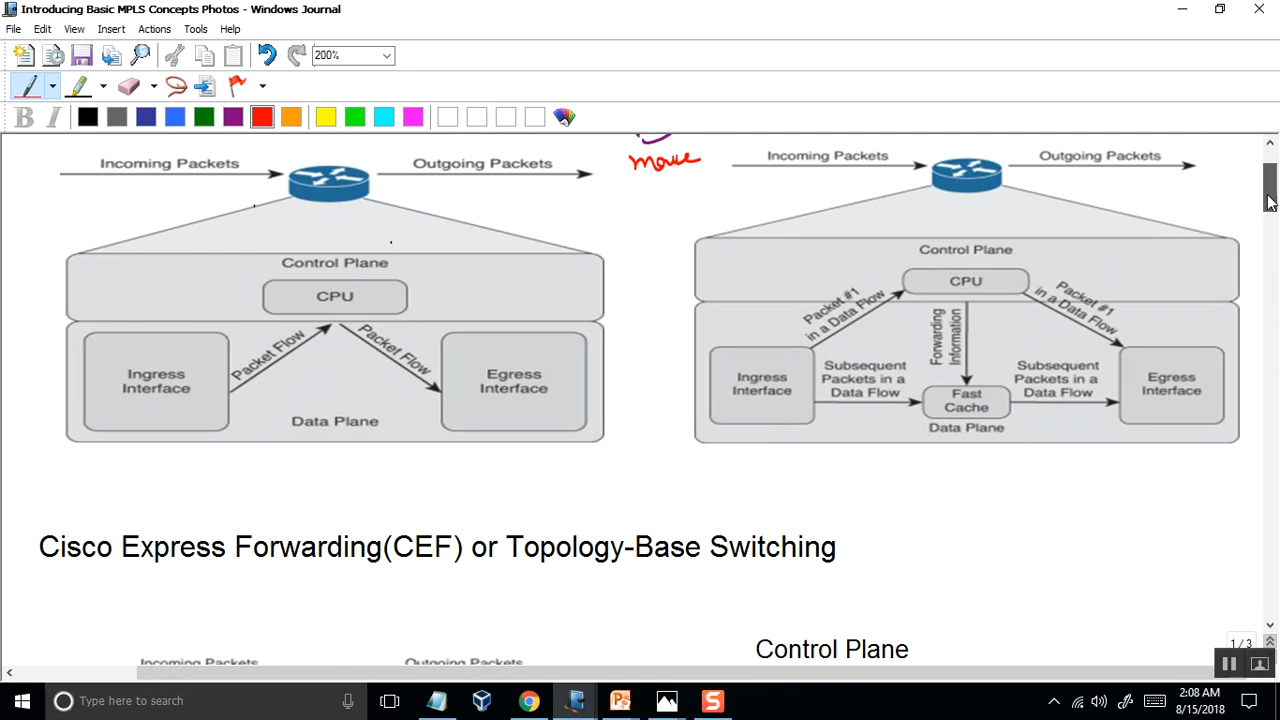 Introducing Basic MPLS Concepts Photos - Windows Journal
File Edit View Insert Actions Tools Help
200%
B I
Incoming Packets
Outgoing Packets
Control Plane
CPU
Packet Flow
Packet Flow
Ingress
Interface
Egress
Interface
Data Plane
move
Incoming Packets
Outgoing Packets
Control Plane
CPU
Packet #1
in a Data Flow
Packet #1
in a Data Flow
Forwarding
Information
Ingress
Interface
Subsequent
Packets in a
Data Flow
Fast
Cache
Subsequent
Packets in a
Data Flow
Egress
Interface
Data Plane
Cisco Express Forwarding(CEF) or Topology-Base Switching
Incoming Packets
Outgoing Packets
Control Plane
1/3
Type here to search
2:08 AM
8/15/2018